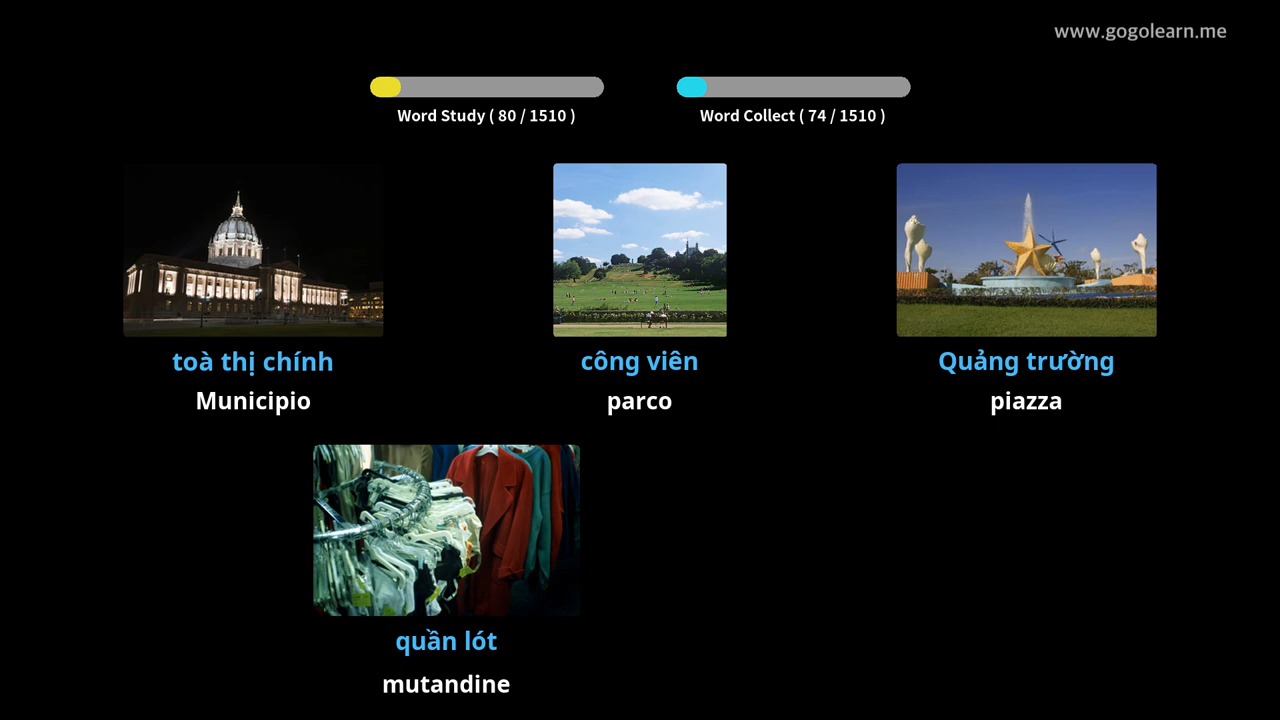 www.gogolearn.me
Word Study ( 80 / 1510 )
Word Collect ( 74 / 1510 )
toà thị chính
Municipio
công viên
parco
Quảng trường
piazza
quần lót
mutandine